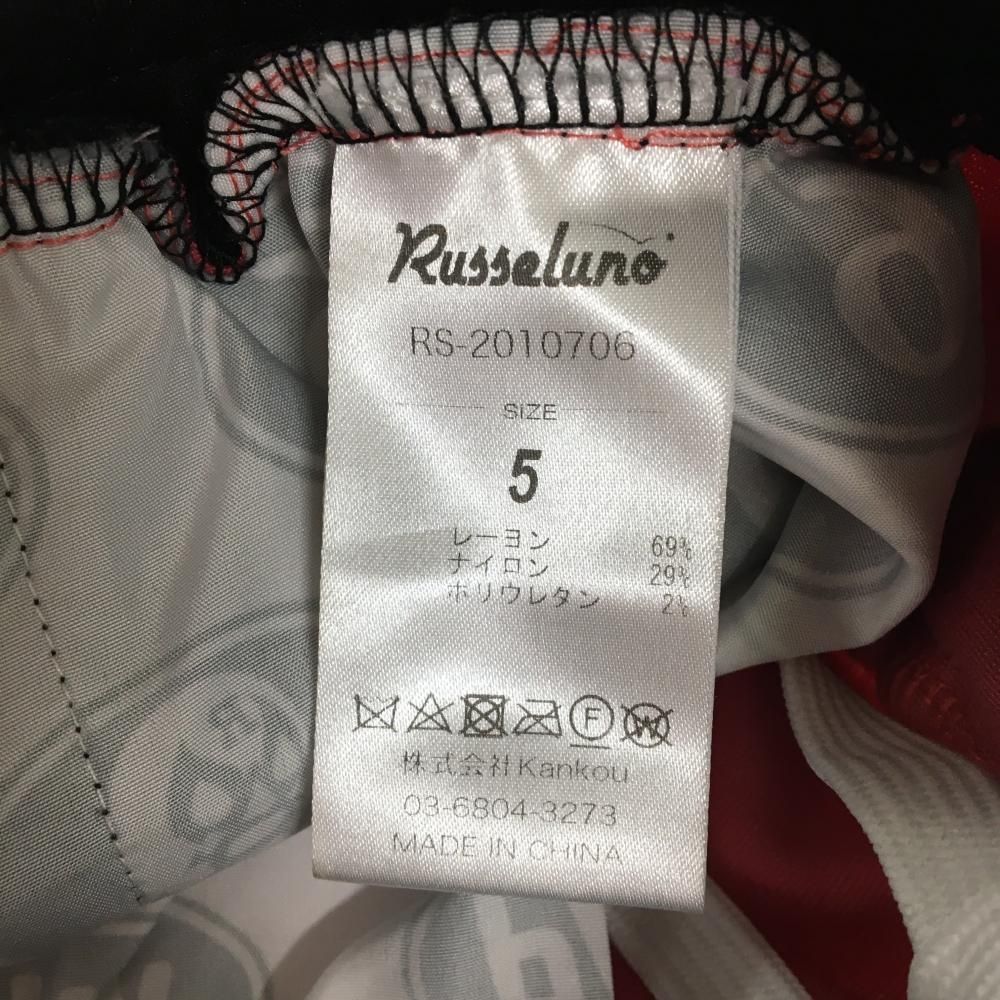 Russeluno
RS-2010706
SIZE
5
レーヨン 69%
ナイロン 29%
ポリウレタン 2%
F W
株式会社Kankou
03-6804-3273
MADE IN CHINA